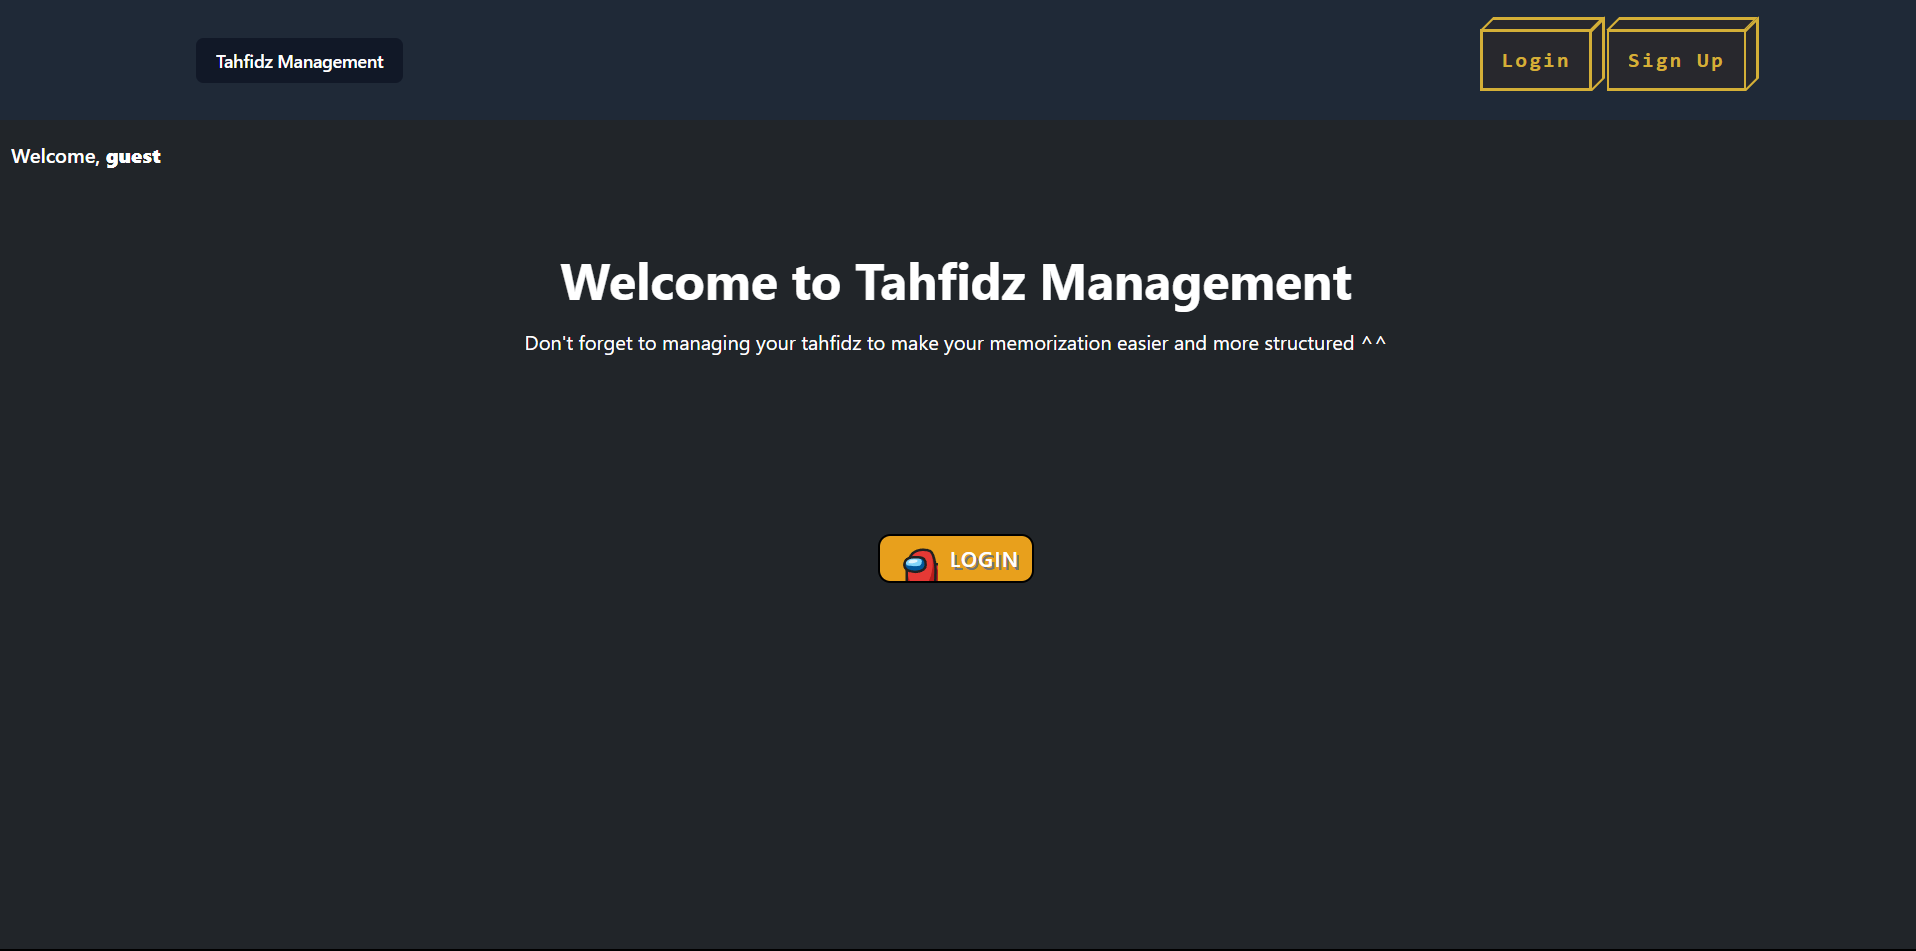 Tahfidz Management
Login
Sign Up
Welcome, guest
Welcome to Tahfidz Management
Don't forget to managing your tahfidz to make your memorization easier and more structured ^^
LOGIN